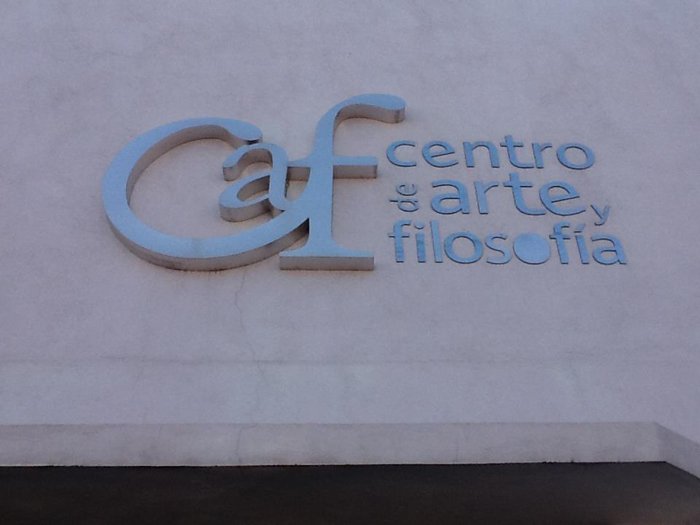 Caf
centro
de arte y
filosofía